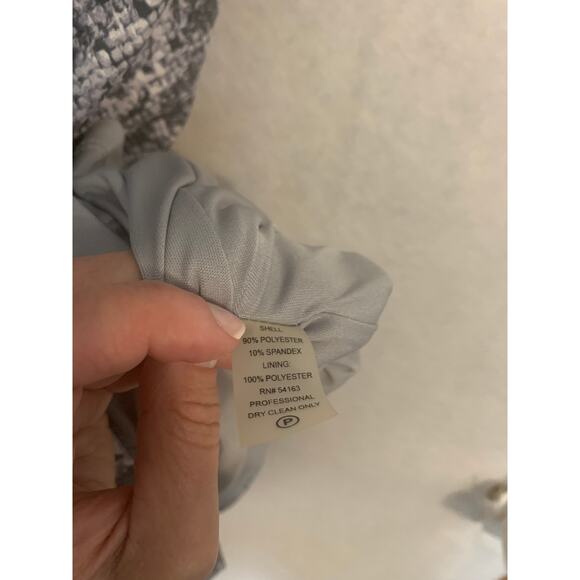 SHELL
90% POLYESTER
10% SPANDEX
LINING:
100% POLYESTER
RN# 54163
PROFESSIONAL
DRY CLEAN ONLY
P